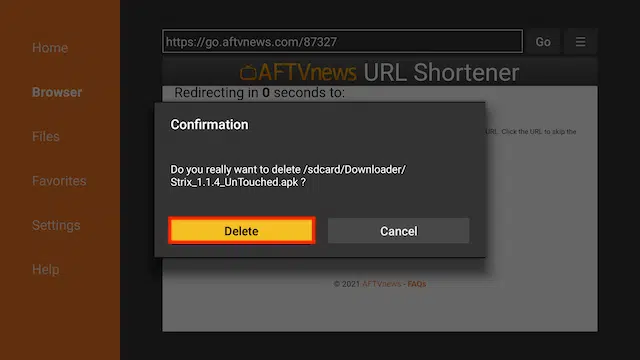 Home
Browser
Files
Favorites
Settings
Help
https://go.aftvnews.com/87327
Go
AFTVnews URL Shortener
Redirecting in 0 seconds to:
URL. Click the URL to skip the
Confirmation
Do you really want to delete /sdcard/Downloader/
Strix_1.1.4_UnTouched.apk ?
Delete
Cancel
© 2021 AFTVnews - FAQs